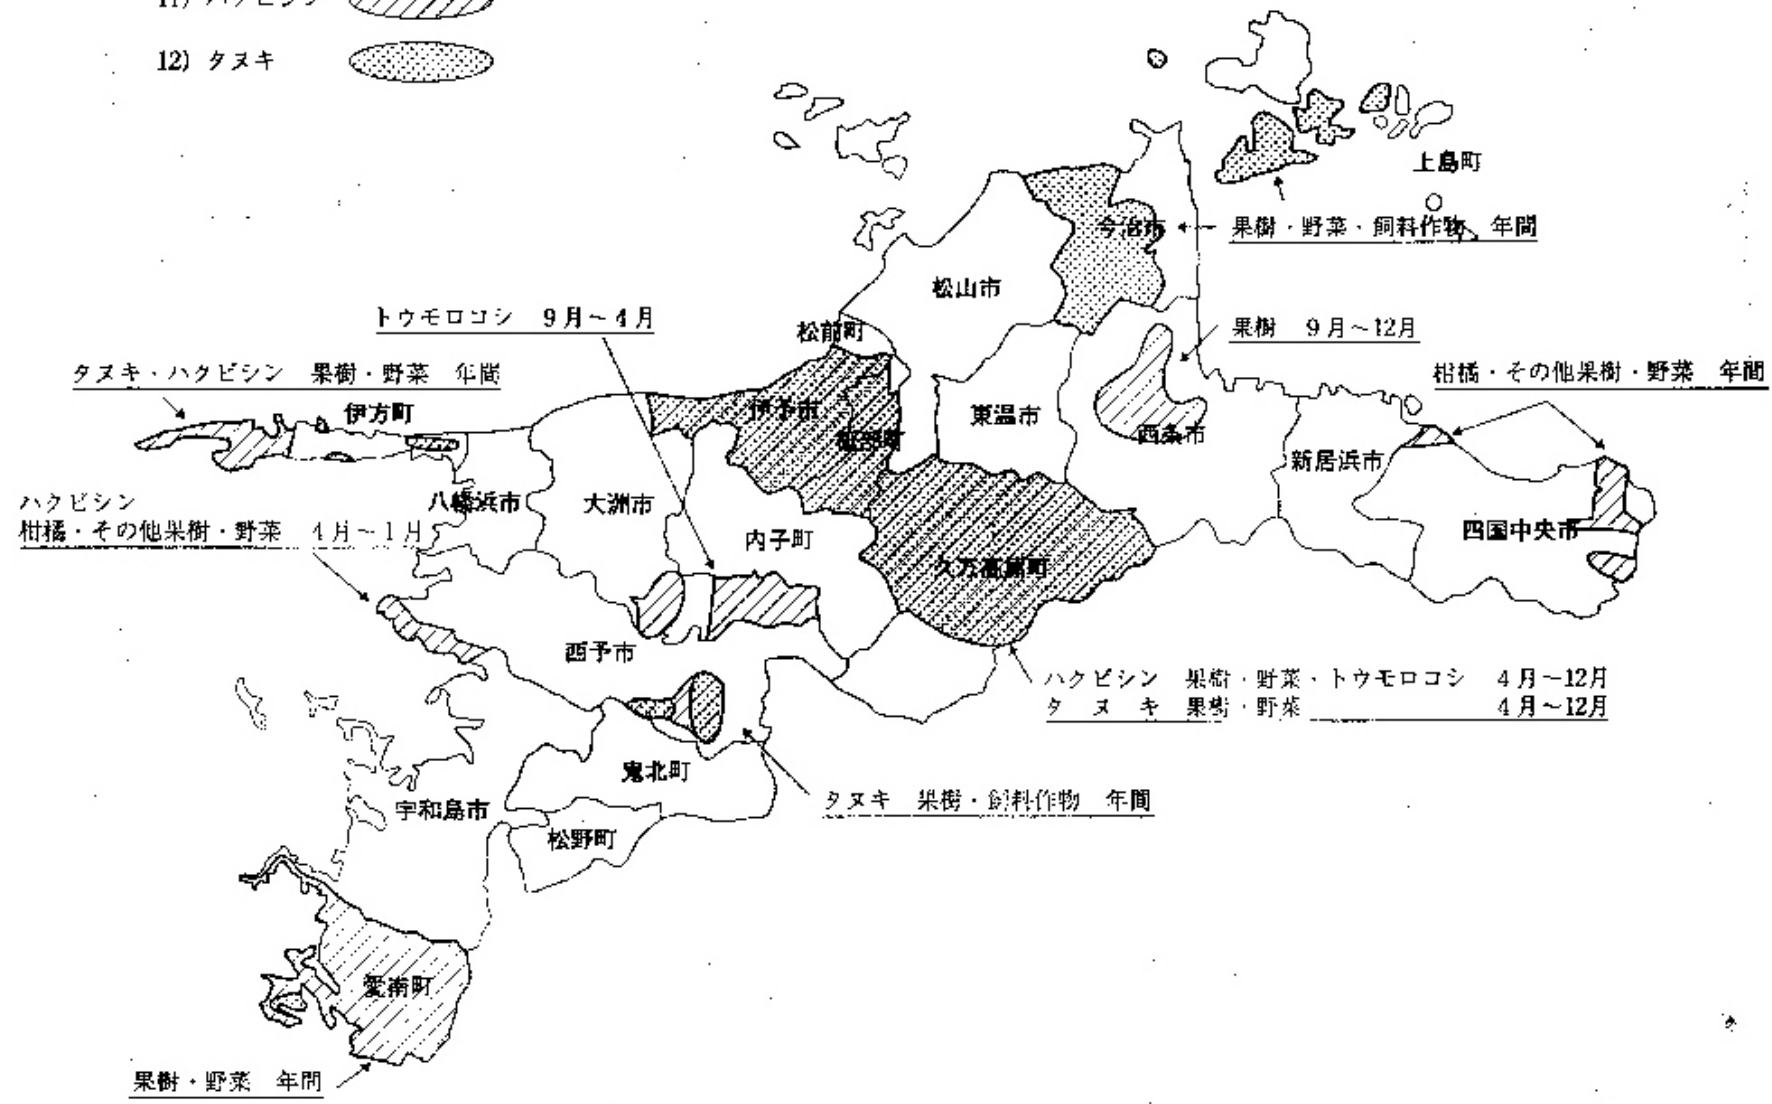 11) ハクビシン
12) タヌキ
上島町
今治市
果樹・野菜・飼料作物 年間
松山市
トウモロコシ 9月～4月
松前町
果樹 9月～12月
タヌキ・ハクビシン 果樹・野菜 年間
柑橘・その他果樹・野菜 年間
伊方町
伊予市
東温市
砥部町
西条市
新居浜市
ハクビシン
柑橘・その他果樹・野菜 4月～1月
八幡浜市
大洲市
内子町
四国中央市
久万高原町
西予市
ハクビシン 果樹・野菜・トウモロコシ 4月～12月
タヌキ 果樹・野菜 4月～12月
鬼北町
タヌキ 果樹・飼料作物 年間
宇和島市
松野町
愛南町
果樹・野菜 年間